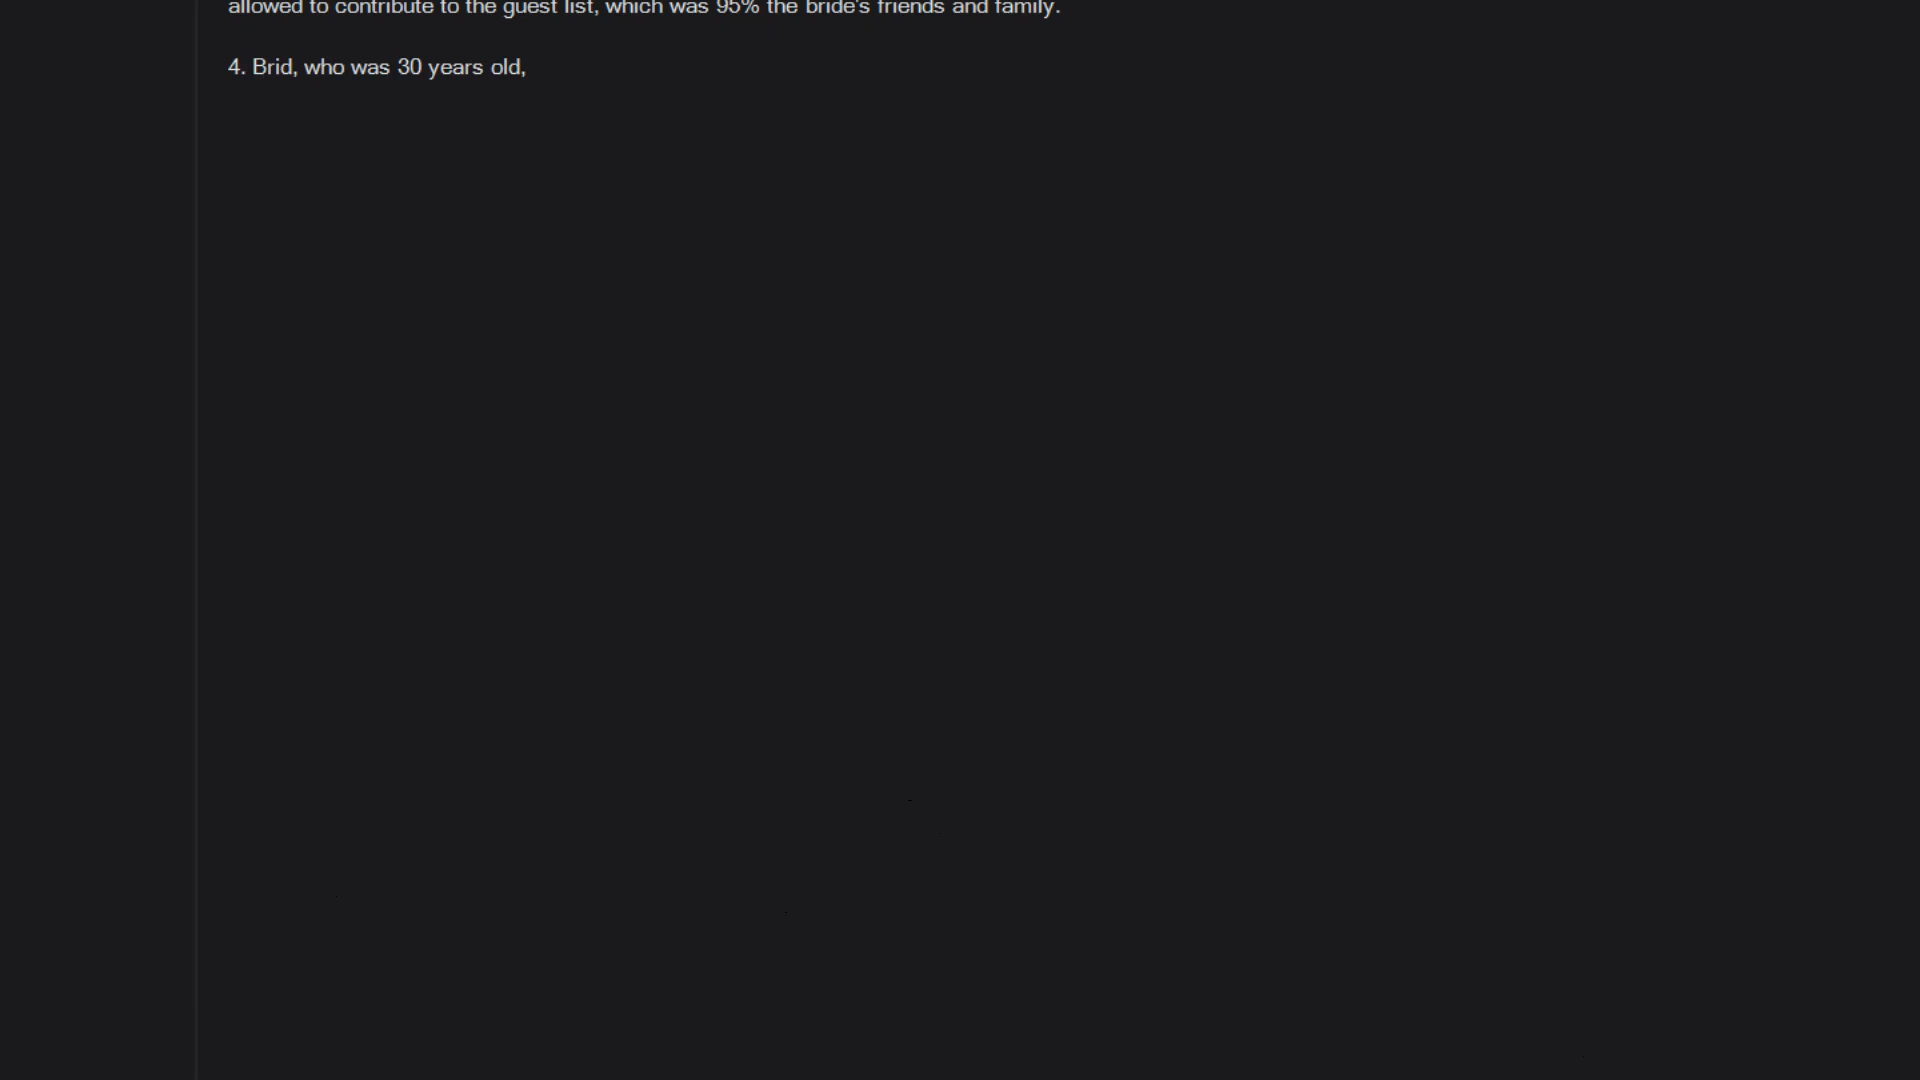 allowed to contribute to the guest list, which was 95% the bride's friends and family.
4. Brid, who was 30 years old,